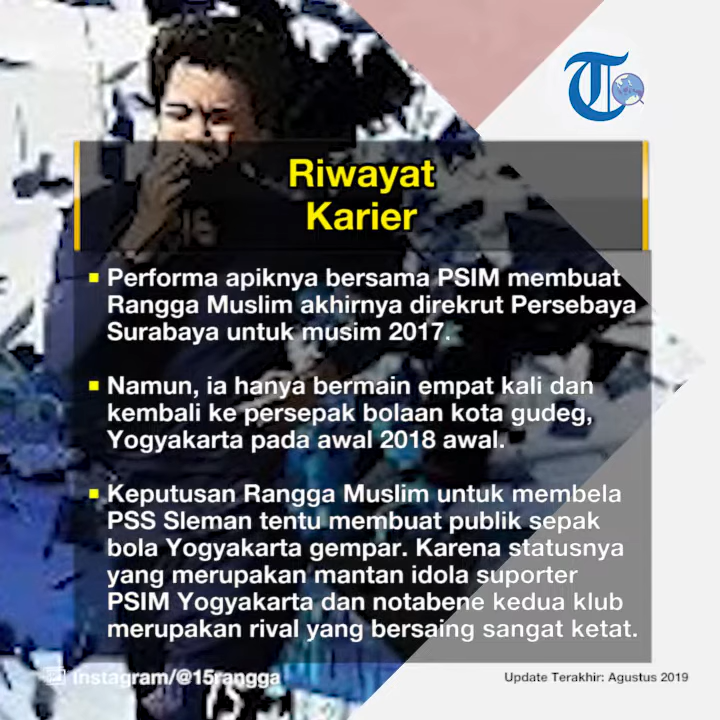 T
Riwayat
Karier
Performa apiknya bersama PSIM membuat
Rangga Muslim akhirnya direkrut Persebaya
Surabaya untuk musim 2017.
Namun, ia hanya bermain empat kali dan
kembali ke persepak bolaan kota gudeg,
Yogyakarta pada awal 2018 awal.
Keputusan Rangga Muslim untuk membela
PSS Sleman tentu membuat publik sepak
bola Yogyakarta gempar. Karena statusnya
yang merupakan mantan idola suporter
PSIM Yogyakarta dan notabene kedua klub
merupakan rival yang bersaing sangat ketat.
Instagram/@15rangga
Update Terakhir: Agustus 2019